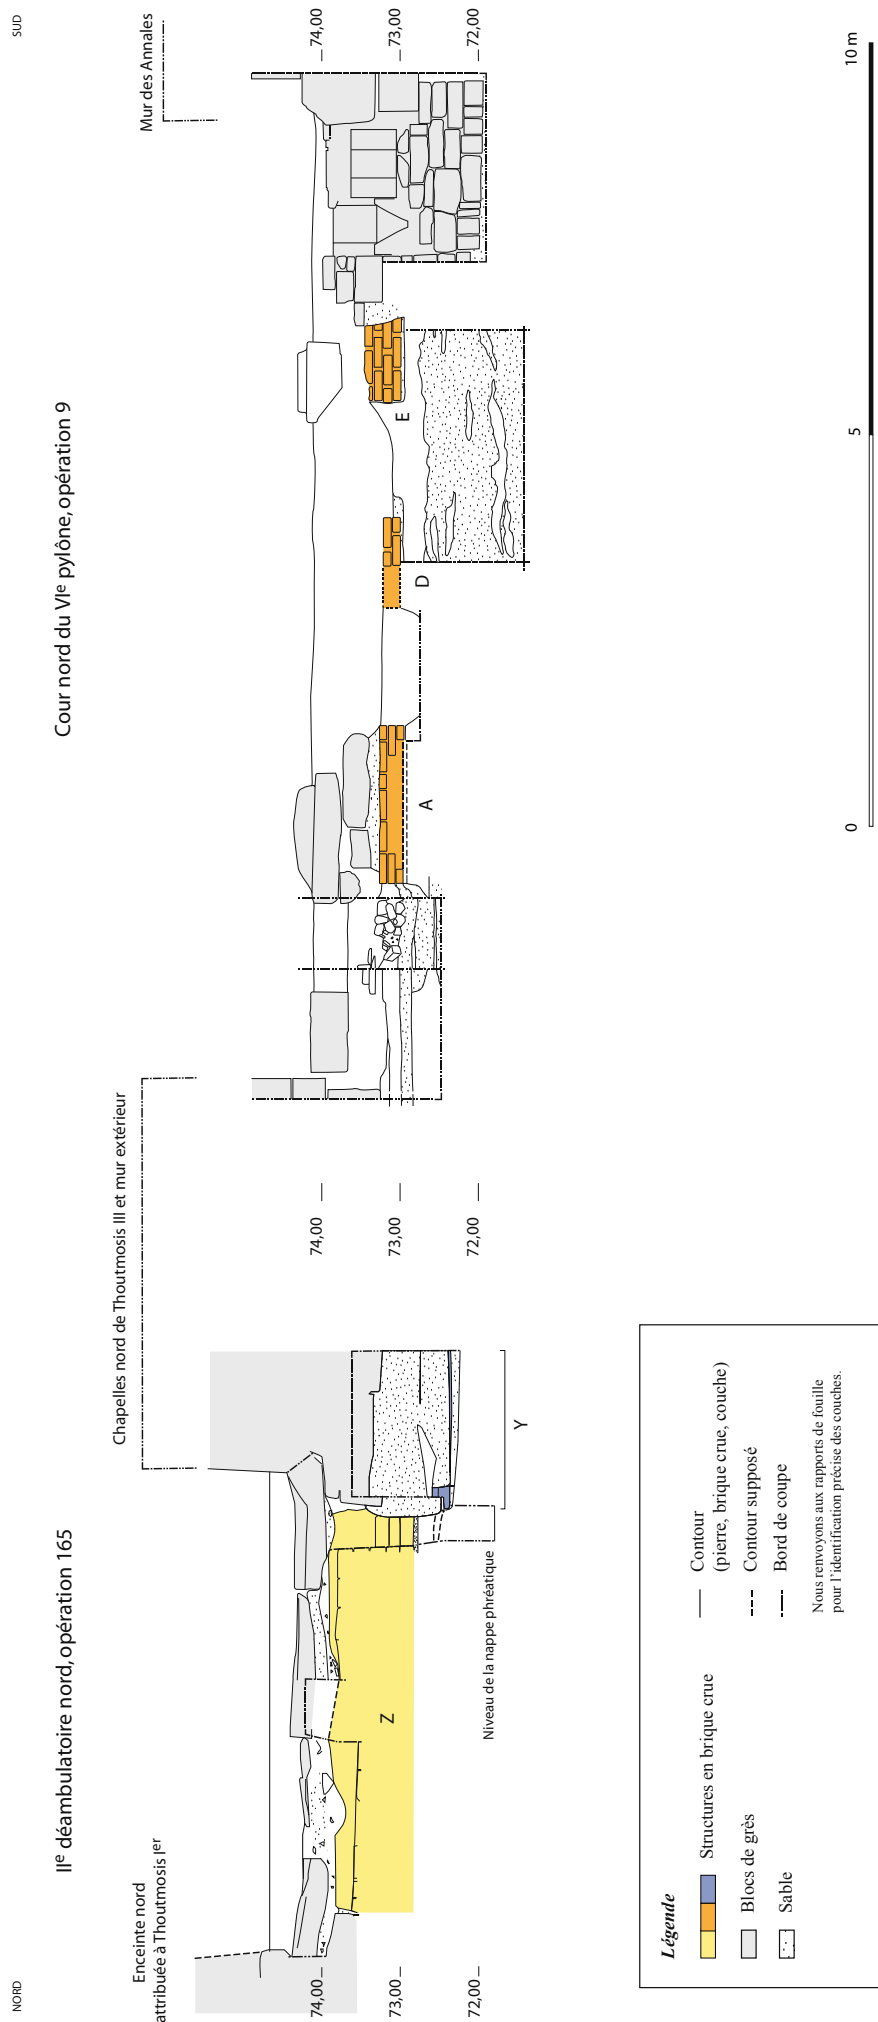 NORD
SUD
IIe déambulatoire nord, opération 165
Cour nord du VIe pylône, opération 9
Enceinte nord
attribuée à Thoutmosis Ier
Chapelles nord de Thoutmosis III et mur extérieur
Mur des Annales
74,00
73,00
72,00
74,00
73,00
72,00
74,00
73,00
72,00
Z
Y
A
D
E
Niveau de la nappe phréatique
Légende
Structures en brique crue
Blocs de grès
Sable
Contour
(pierre, brique crue, couche)
Contour supposé
Bord de coupe
Nous renvoyons aux rapports de fouille
pour l'identification précise des couches.
0
5
10 m